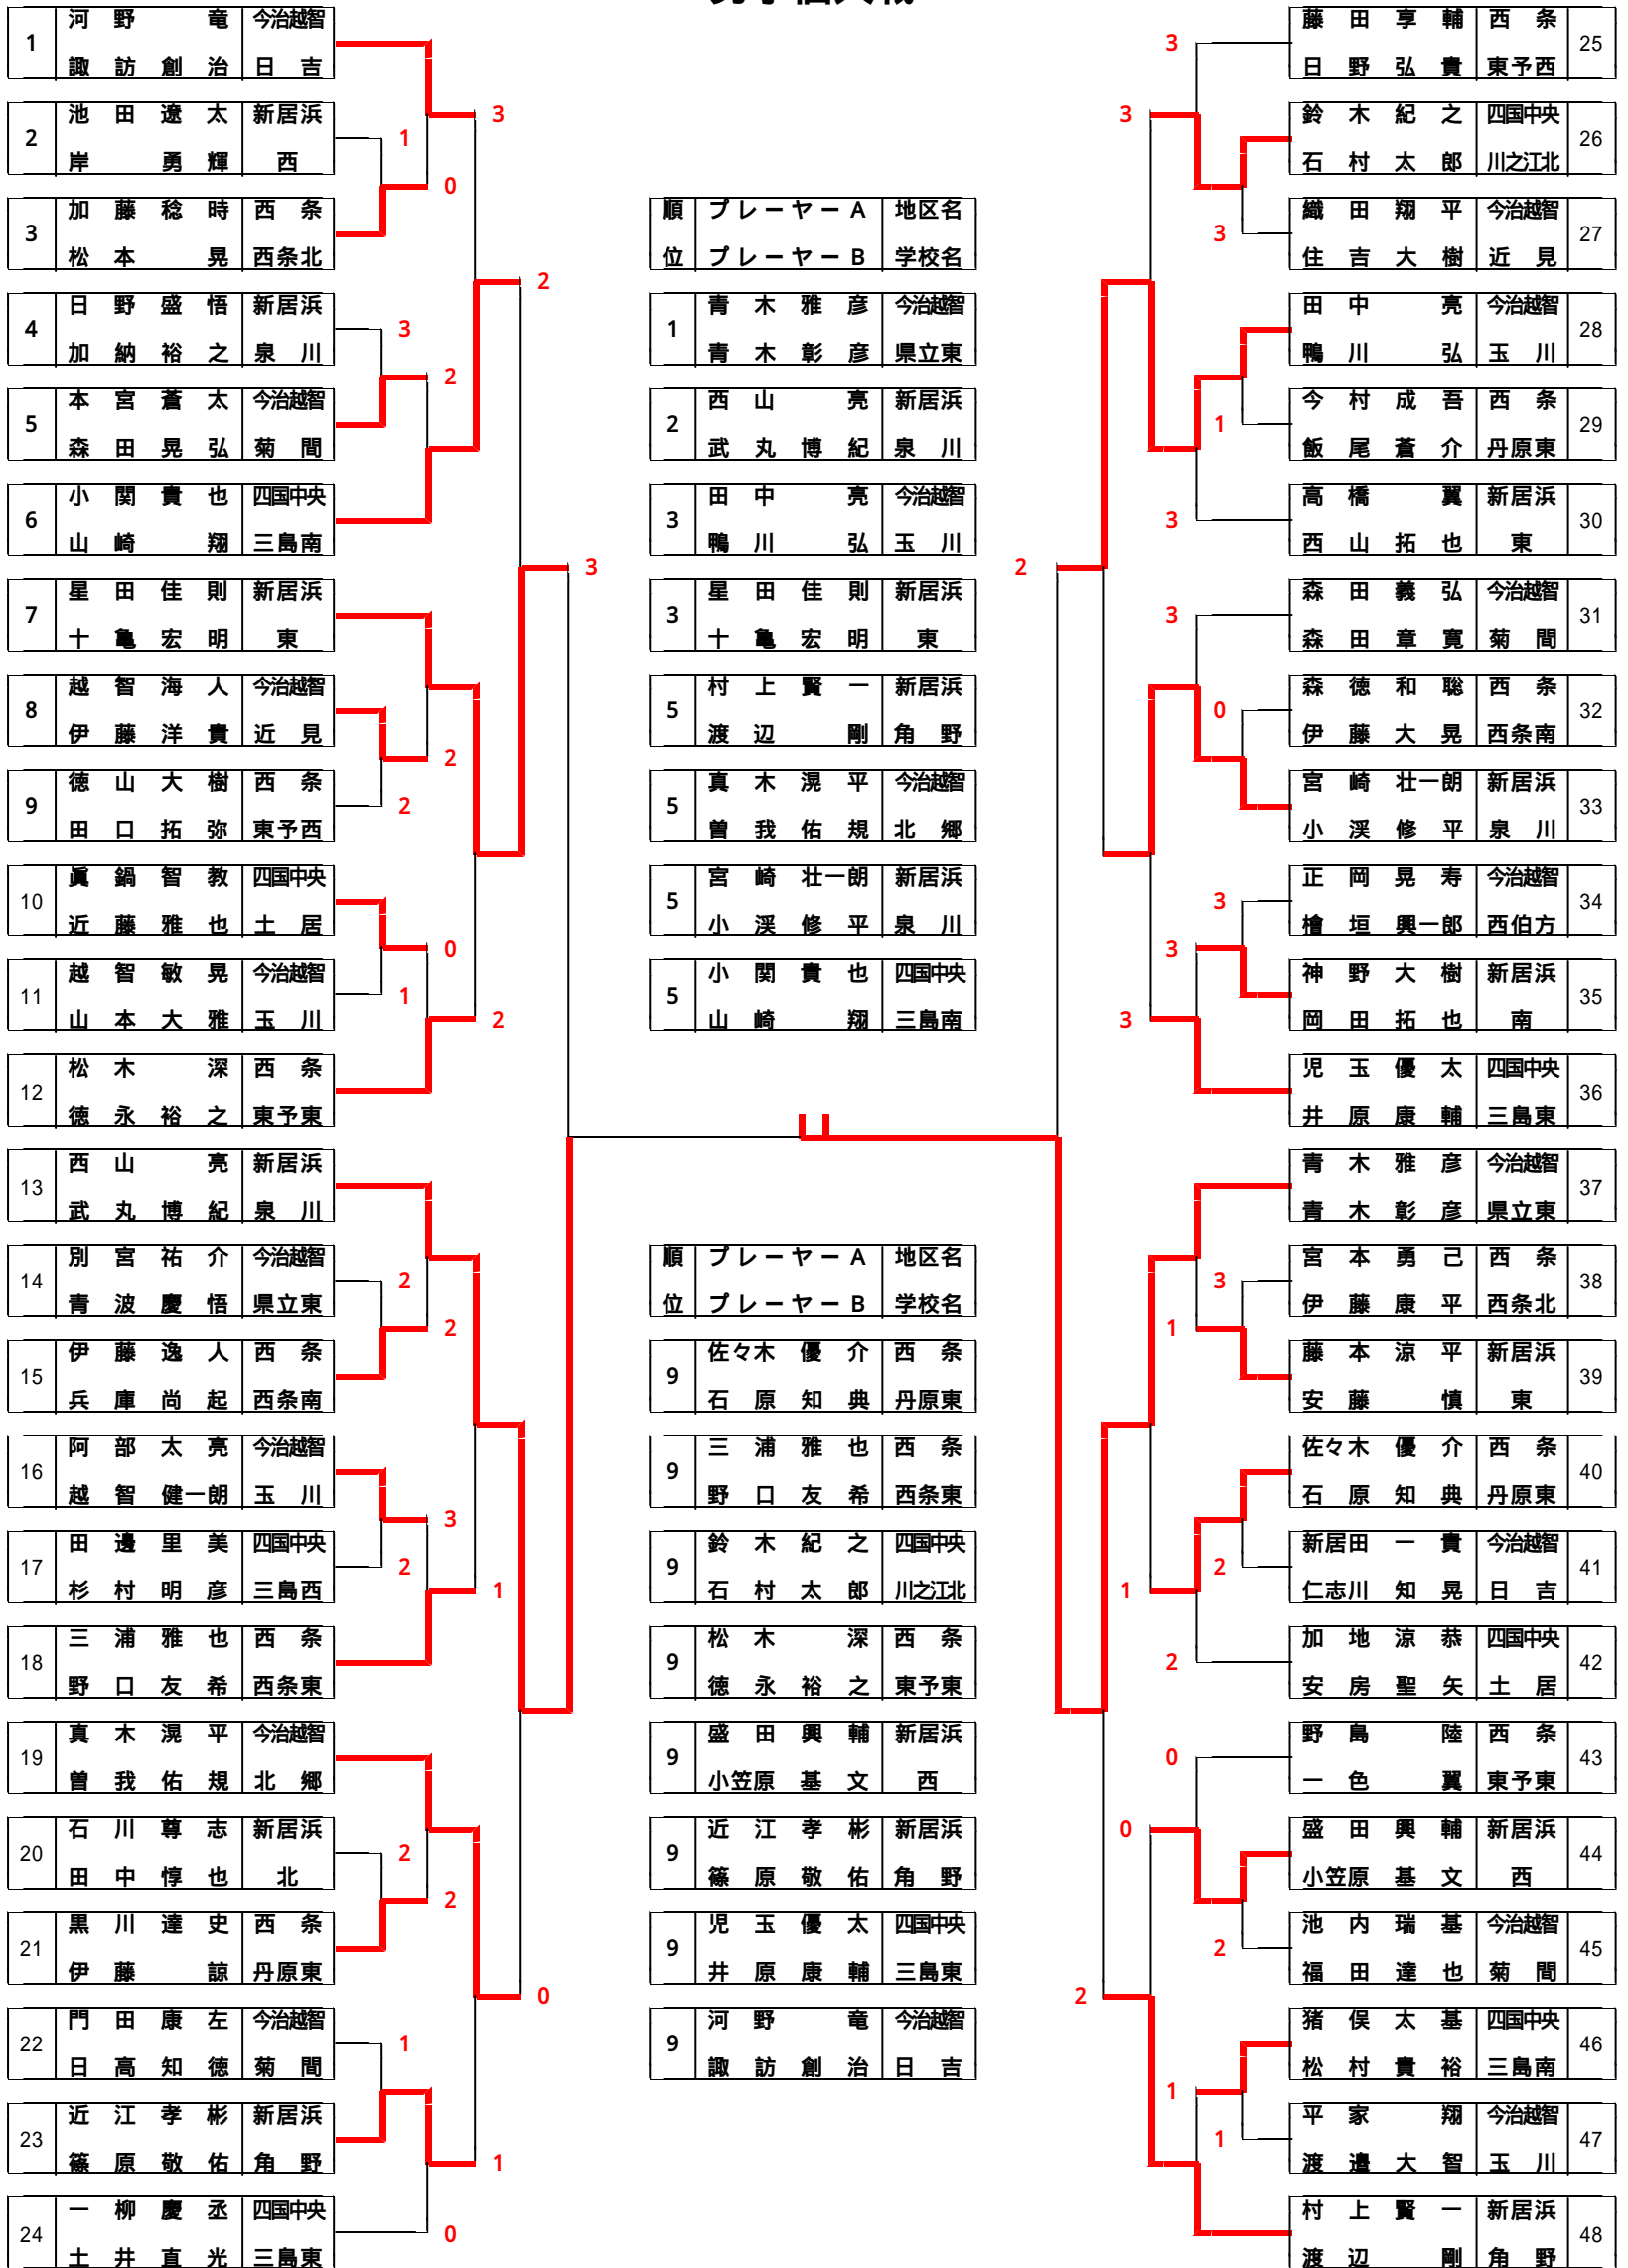 1 河野 竜 今治越智
諏訪創治 日吉
2 池田遼太 新居浜
岸 勇輝 西
3 加藤稔時 西条
松本 晃 西条北
4 日野盛悟 新居浜
加納裕之 泉川
5 本宮蒼太 今治越智
森田晃弘 菊間
6 小関貴也 四国中央
山崎 翔 三島南
7 星田佳則 新居浜
十亀宏明 東
8 越智海人 今治越智
伊藤洋貴 近見
9 徳山大樹 西条
田口拓弥 東予西
10 眞鍋智教 四国中央
近藤雅也 土居
11 越智敏晃 今治越智
山本大雅 玉川
12 松木 深 西条
徳永裕之 東予東
13 西山 亮 新居浜
武丸博紀 泉川
14 別宮祐介 今治越智
青波慶悟 県立東
15 伊藤逸人 西条
兵庫尚起 西条南
16 阿部太亮 今治越智
越智健一朗 玉川
17 田邊里美 四国中央
杉村明彦 三島西
18 三浦雅也 西条
野口友希 西条東
19 真木滉平 今治越智
曽我佑規 北郷
20 石川尊志 新居浜
田中惇也 北
21 黒川達史 西条
伊藤 諒 丹原東
22 門田康左 今治越智
日高知徳 菊間
23 近江孝彬 新居浜
篠原敬佑 角野
24 一柳慶丞 四国中央
土井直光 三島東
3
1
0
2
3
2
3
2
2
0
1
2
2
2
3
2
1
2
2
0
1
1
0
順 プレーヤーA 地区名
位 プレーヤーB 学校名
1 青木雅彦 今治越智
青木彰彦 県立東
2 西山 亮 新居浜
武丸博紀 泉川
3 田中 亮 今治越智
鴨川 弘 玉川
3 星田佳則 新居浜
十亀宏明 東
5 村上賢一 新居浜
渡辺 剛 角野
5 真木滉平 今治越智
曽我佑規 北郷
5 宮崎壮一朗 新居浜
小渓修平 泉川
5 小関貴也 四国中央
山崎 翔 三島南
順 プレーヤーA 地区名
位 プレーヤーB 学校名
9 佐々木優介 西条
石原知典 丹原東
9 三浦雅也 西条
野口友希 西条東
9 鈴木紀之 四国中央
石村太郎 川之江北
9 松木 深 西条
徳永裕之 東予東
9 盛田興輔 新居浜
小笠原基文 西
9 近江孝彬 新居浜
篠原敬佑 角野
9 児玉優太 四国中央
井原康輔 三島東
9 河野 竜 今治越智
諏訪創治 日吉
3
3
3
1
3
2
3
0
3
3
3
3
1
2
1
2
0
0
2
2
1
1
藤田享輔 西条 25
日野弘貴 東予西
鈴木紀之 四国中央 26
石村太郎 川之江北
織田翔平 今治越智 27
住吉大樹 近見
田中 亮 今治越智 28
鴨川 弘 玉川
今村成吾 西条 29
飯尾蒼介 丹原東
高橋 翼 新居浜 30
西山拓也 東
森田義弘 今治越智 31
森田章寛 菊間
森徳和聡 西条 32
伊藤大晃 西条南
宮崎壮一朗 新居浜 33
小渓修平 泉川
正岡晃寿 今治越智 34
檜垣興一郎 西伯方
神野大樹 新居浜 35
岡田拓也 南
児玉優太 四国中央 36
井原康輔 三島東
青木雅彦 今治越智 37
青木彰彦 県立東
宮本勇己 西条 38
伊藤康平 西条北
藤本涼平 新居浜 39
安藤 慎 東
佐々木優介 西条 40
石原知典 丹原東
新居田一貴 今治越智 41
仁志川知晃 日吉
加地涼恭 四国中央 42
安房聖矢 土居
野島 陸 西条 43
一色 翼 東予東
盛田興輔 新居浜 44
小笠原基文 西
池内瑞基 今治越智 45
福田達也 菊間
猪俣太基 四国中央 46
松村貴裕 三島南
平家 翔 今治越智 47
渡邉大智 玉川
村上賢一 新居浜 48
渡辺 剛 角野